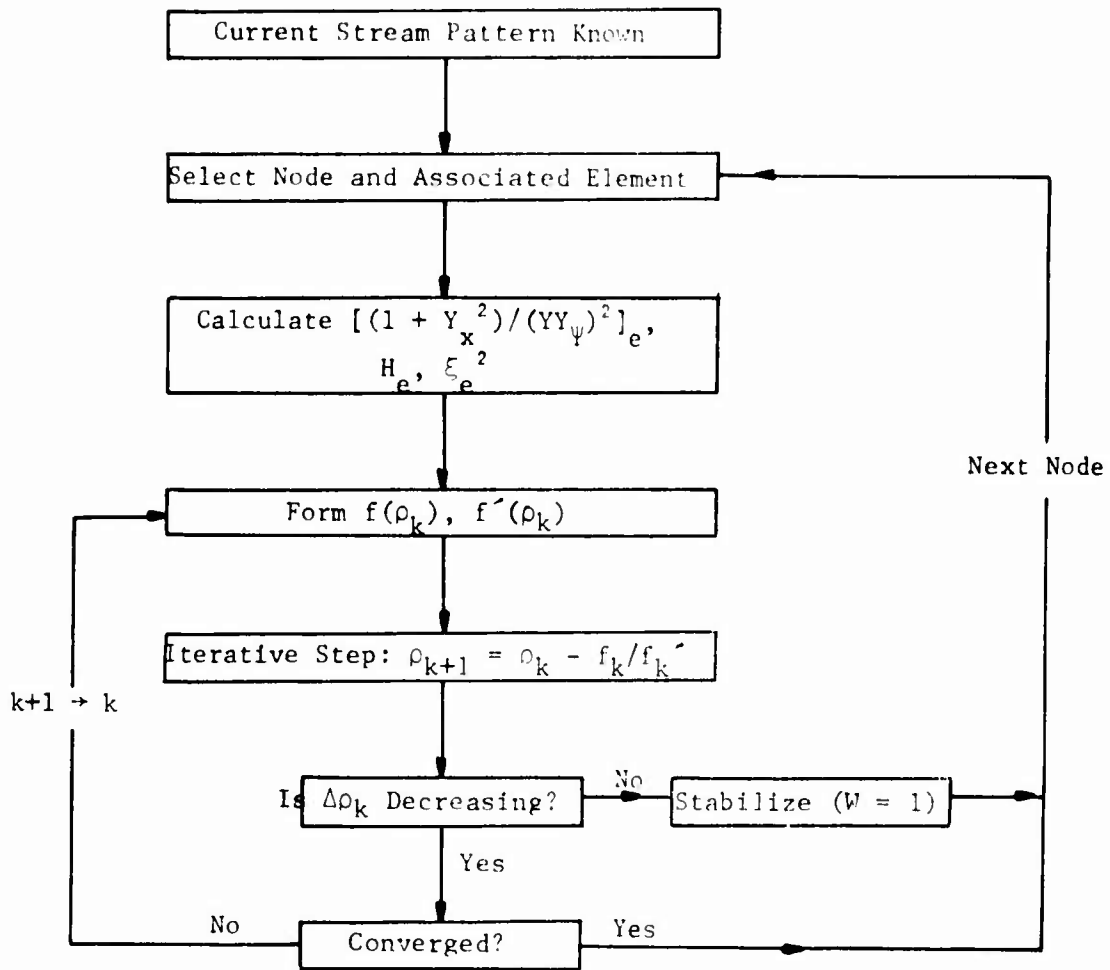 Current Stream Pattern Known
Select Node and Associated Element
Calculate [(1 + Y_x^2)/(YY_ψ)^2]_e,
H_e, ξ_e^2
Next Node
Form f(ρ_k), f´(ρ_k)
Iterative Step: ρ_{k+1} = ρ_k - f_k/f_k´
k+1 → k
Is Δρ_k Decreasing?
No
Stabilize (W = 1)
Yes
No
Converged?
Yes